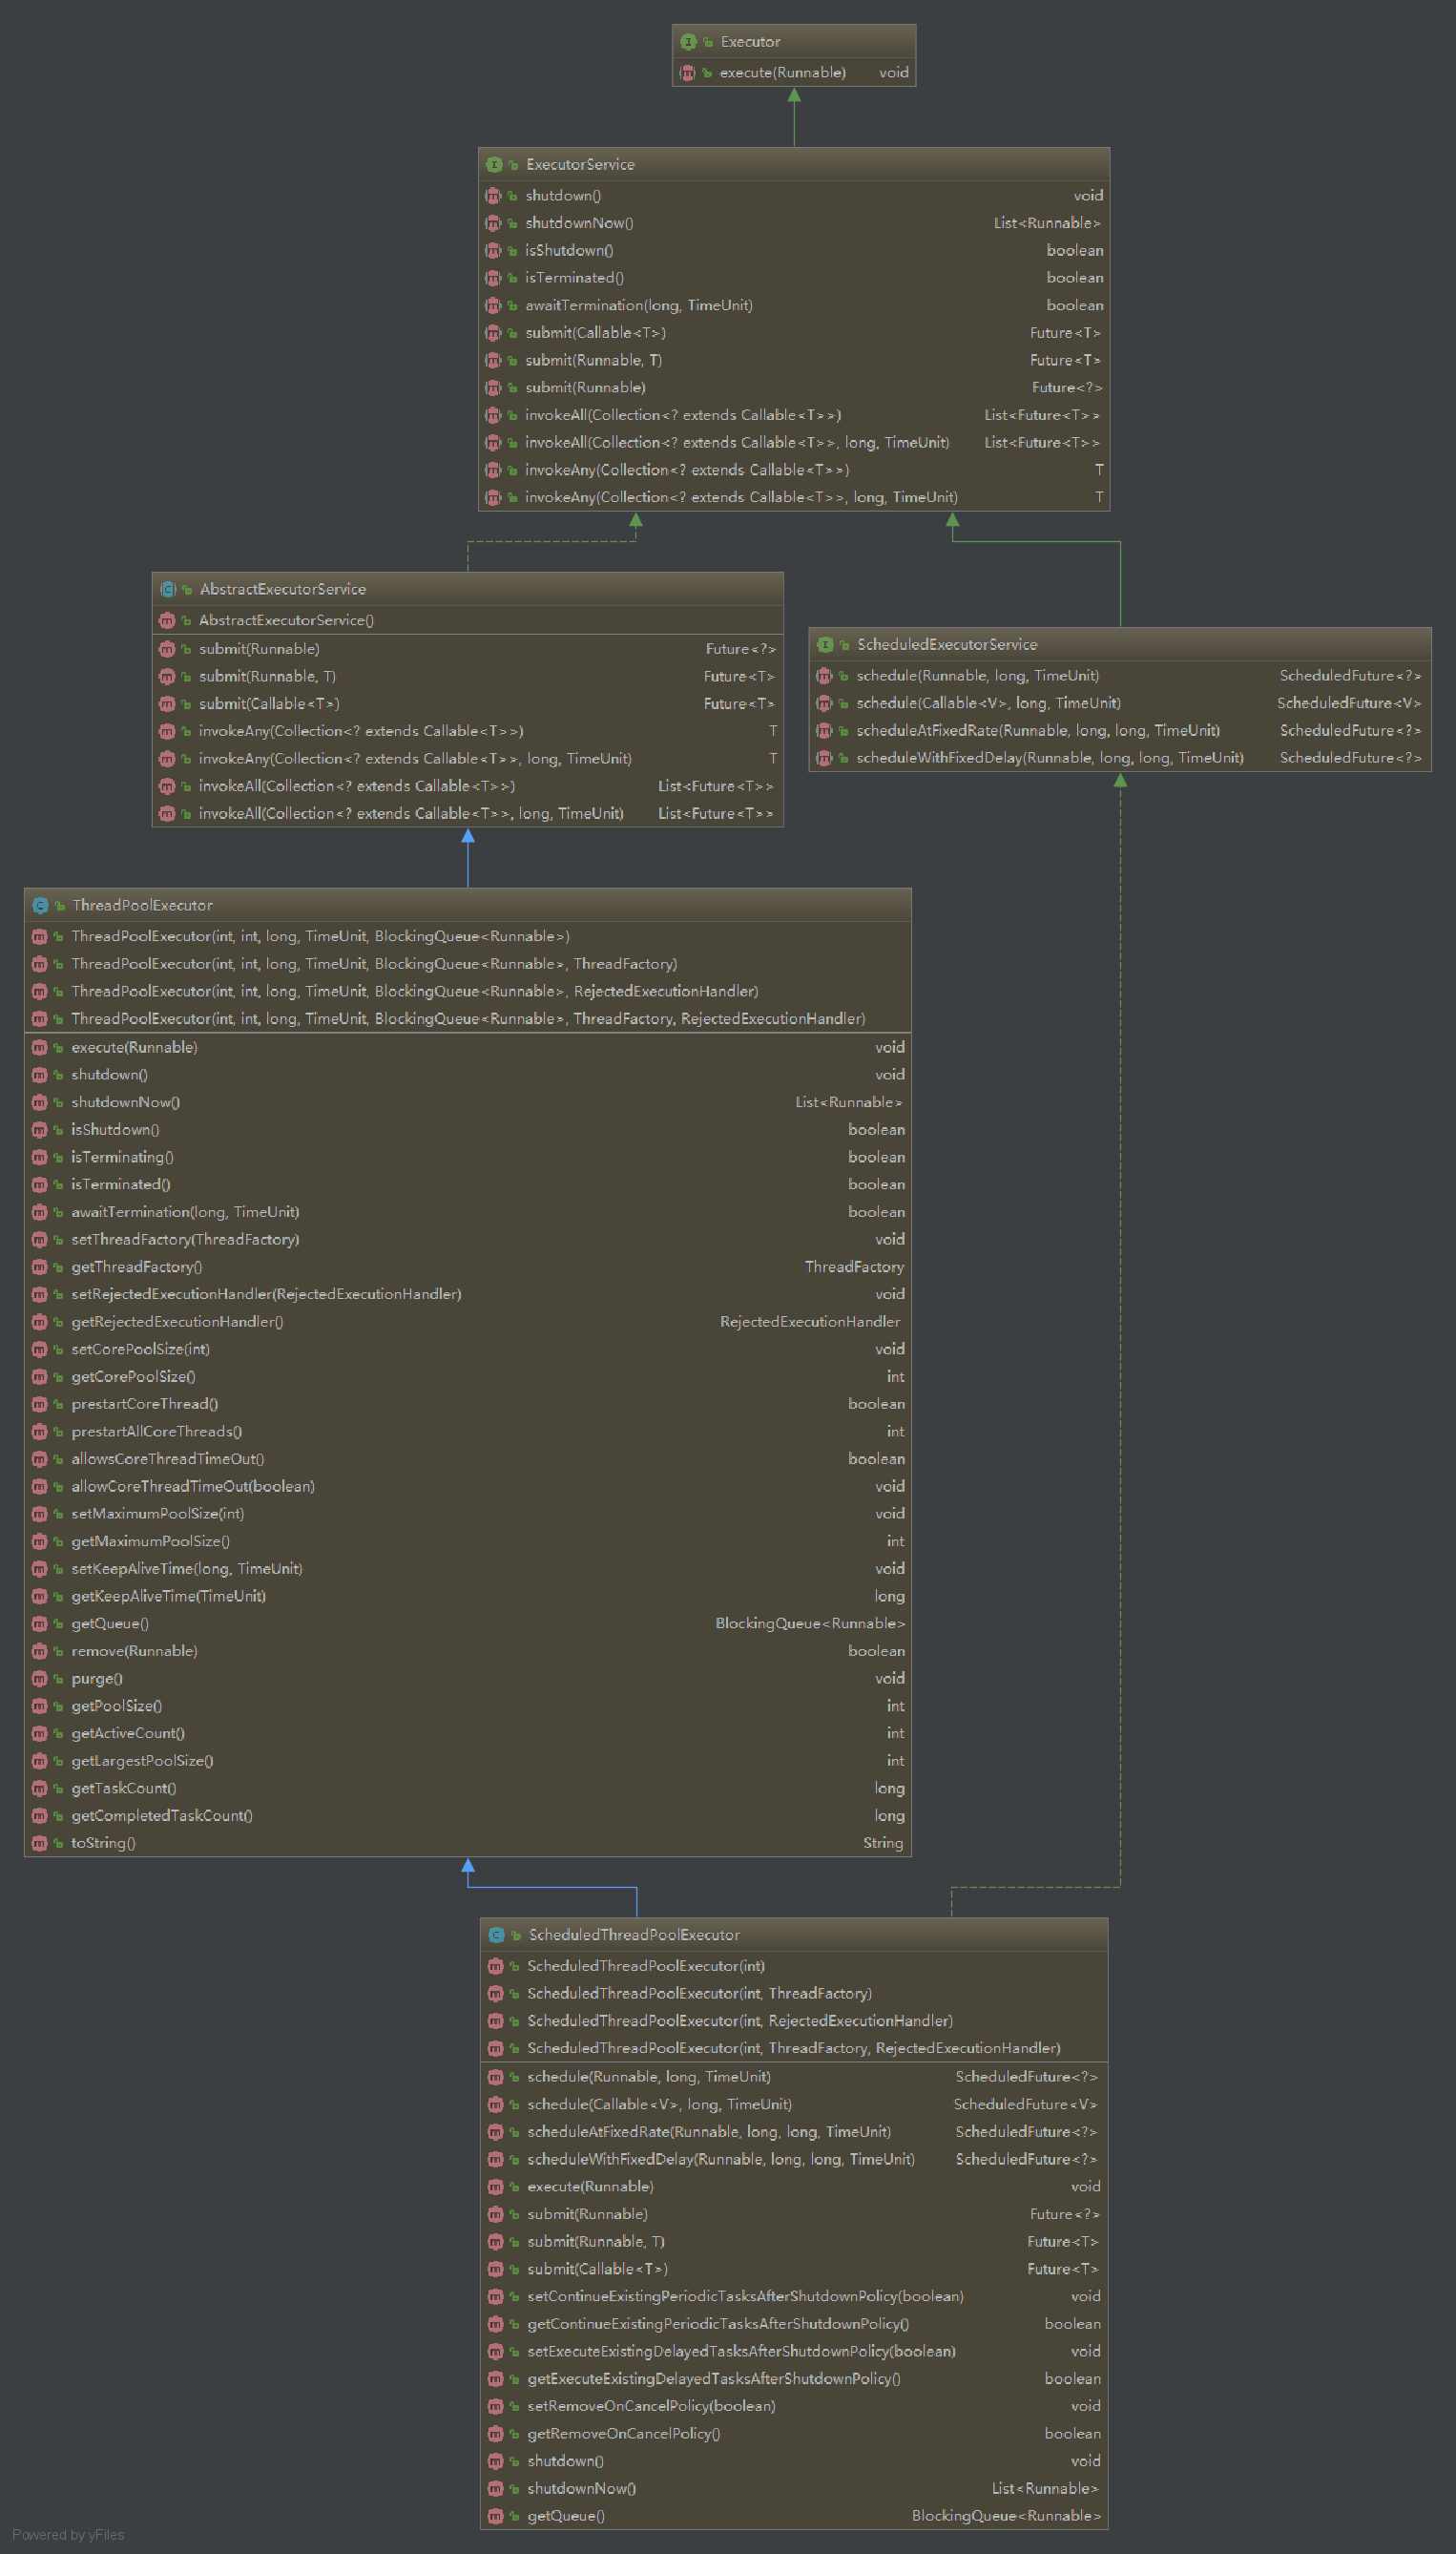 Executor
execute(Runnable) void
ExecutorService
shutdown() void
shutdownNow() List<Runnable>
isShutdown() boolean
isTerminated() boolean
awaitTermination(long, TimeUnit) boolean
submit(Callable<T>) Future<T>
submit(Runnable, T) Future<T>
submit(Runnable) Future<?>
invokeAll(Collection<? extends Callable<T>>) List<Future<T>>
invokeAll(Collection<? extends Callable<T>>, long, TimeUnit) List<Future<T>>
invokeAny(Collection<? extends Callable<T>>) T
invokeAny(Collection<? extends Callable<T>>, long, TimeUnit) T
AbstractExecutorService
AbstractExecutorService()
submit(Runnable) Future<?>
submit(Runnable, T) Future<T>
submit(Callable<T>) Future<T>
invokeAny(Collection<? extends Callable<T>>) T
invokeAny(Collection<? extends Callable<T>>, long, TimeUnit) T
invokeAll(Collection<? extends Callable<T>>) List<Future<T>>
invokeAll(Collection<? extends Callable<T>>, long, TimeUnit) List<Future<T>>
ScheduledExecutorService
schedule(Runnable, long, TimeUnit) ScheduledFuture<?>
schedule(Callable<V>, long, TimeUnit) ScheduledFuture<V>
scheduleAtFixedRate(Runnable, long, long, TimeUnit) ScheduledFuture<?>
scheduleWithFixedDelay(Runnable, long, long, TimeUnit) ScheduledFuture<?>
ThreadPoolExecutor
ThreadPoolExecutor(int, int, long, TimeUnit, BlockingQueue<Runnable>)
ThreadPoolExecutor(int, int, long, TimeUnit, BlockingQueue<Runnable>, ThreadFactory)
ThreadPoolExecutor(int, int, long, TimeUnit, BlockingQueue<Runnable>, RejectedExecutionHandler)
ThreadPoolExecutor(int, int, long, TimeUnit, BlockingQueue<Runnable>, ThreadFactory, RejectedExecutionHandler)
execute(Runnable) void
shutdown() void
shutdownNow() List<Runnable>
isShutdown() boolean
isTerminating() boolean
isTerminated() boolean
awaitTermination(long, TimeUnit) boolean
setThreadFactory(ThreadFactory) void
getThreadFactory() ThreadFactory
setRejectedExecutionHandler(RejectedExecutionHandler) void
getRejectedExecutionHandler() RejectedExecutionHandler
setCorePoolSize(int) void
getCorePoolSize() int
prestartCoreThread() boolean
prestartAllCoreThreads() int
allowsCoreThreadTimeOut() boolean
allowCoreThreadTimeOut(boolean) void
setMaximumPoolSize(int) void
getMaximumPoolSize() int
setKeepAliveTime(long, TimeUnit) void
getKeepAliveTime(TimeUnit) long
getQueue() BlockingQueue<Runnable>
remove(Runnable) boolean
purge() void
getPoolSize() int
getActiveCount() int
getLargestPoolSize() int
getTaskCount() long
getCompletedTaskCount() long
toString() String
ScheduledThreadPoolExecutor
ScheduledThreadPoolExecutor(int)
ScheduledThreadPoolExecutor(int, ThreadFactory)
ScheduledThreadPoolExecutor(int, RejectedExecutionHandler)
ScheduledThreadPoolExecutor(int, ThreadFactory, RejectedExecutionHandler)
schedule(Runnable, long, TimeUnit) ScheduledFuture<?>
schedule(Callable<V>, long, TimeUnit) ScheduledFuture<V>
scheduleAtFixedRate(Runnable, long, long, TimeUnit) ScheduledFuture<?>
scheduleWithFixedDelay(Runnable, long, long, TimeUnit) ScheduledFuture<?>
execute(Runnable) void
submit(Runnable) Future<?>
submit(Runnable, T) Future<T>
submit(Callable<T>) Future<T>
setContinueExistingPeriodicTasksAfterShutdownPolicy(boolean) void
getContinueExistingPeriodicTasksAfterShutdownPolicy() boolean
setExecuteExistingDelayedTasksAfterShutdownPolicy(boolean) void
getExecuteExistingDelayedTasksAfterShutdownPolicy() boolean
setRemoveOnCancelPolicy(boolean) void
getRemoveOnCancelPolicy() boolean
shutdown() void
shutdownNow() List<Runnable>
getQueue() BlockingQueue<Runnable>
Powered by yFiles